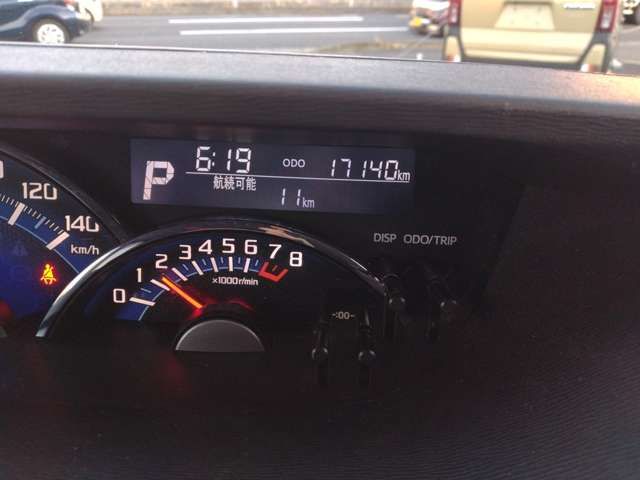 6:19 ODO 17140km
P
航続可能 11km
120
140
km/h
0 1 2 3 4 5 6 7 8
×1000r/min
DISP ODO/TRIP
-:00-